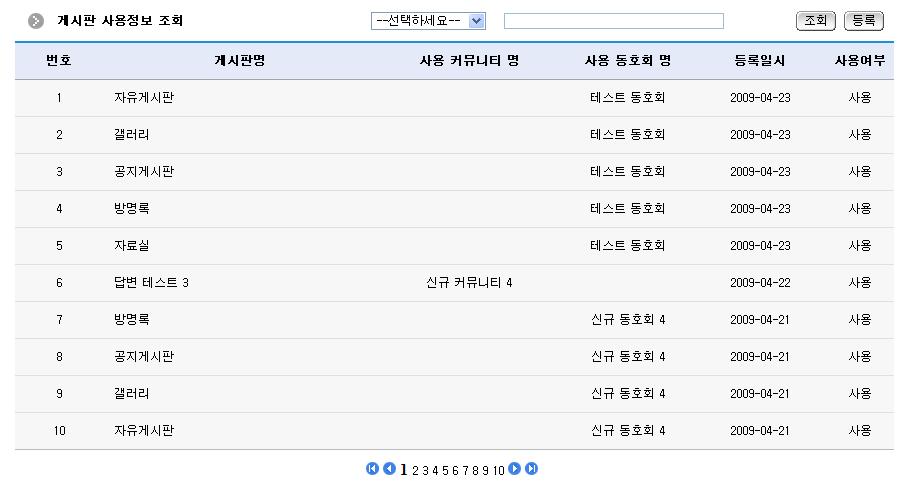 게시판 사용정보 조회 --선택하세요-- 조회 등록
번호 게시판명 사용 커뮤니티 명 사용 동호회 명 등록일시 사용여부
1 자유게시판 테스트 동호회 2009-04-23 사용
2 갤러리 테스트 동호회 2009-04-23 사용
3 공지게시판 테스트 동호회 2009-04-23 사용
4 방명록 테스트 동호회 2009-04-23 사용
5 자료실 테스트 동호회 2009-04-23 사용
6 답변 테스트 3 신규 커뮤니티 4 2009-04-22 사용
7 방명록 신규 동호회 4 2009-04-21 사용
8 공지게시판 신규 동호회 4 2009-04-21 사용
9 갤러리 신규 동호회 4 2009-04-21 사용
10 자유게시판 신규 동호회 4 2009-04-21 사용
1 2 3 4 5 6 7 8 9 10